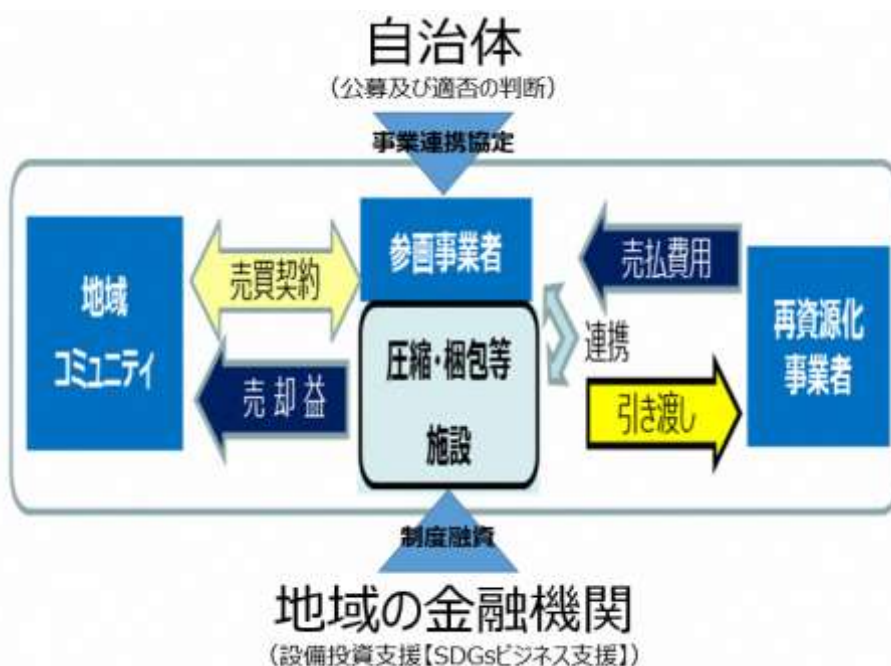 自治体
（公募及び適否の判断）
事業連携協定
地域
コミュニティ
売買契約
売却益
参画事業者
圧縮・梱包等
施設
売払費用
連携
引き渡し
再資源化
事業者
制度融資
地域の金融機関
（設備投資支援【SDGsビジネス支援】）